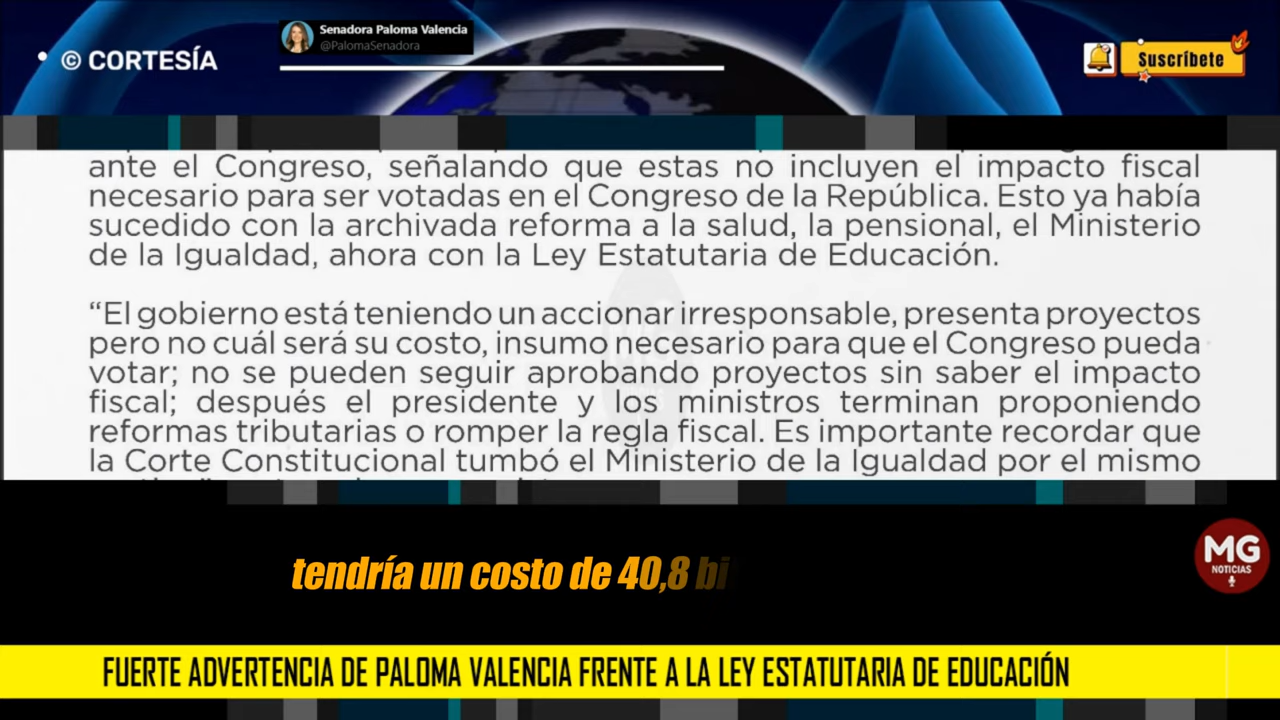 Senadora Paloma Valencia
@PalomaSenadora
© CORTESÍA
Suscríbete
ante el Congreso, señalando que estas no incluyen el impacto fiscal
necesario para ser votadas en el Congreso de la República. Esto ya había
sucedido con la archivada reforma a la salud, la pensional, el Ministerio
de la Igualdad, ahora con la Ley Estatutaria de Educación.
“El gobierno está teniendo un accionar irresponsable, presenta proyectos
pero no cuál será su costo, insumo necesario para que el Congreso pueda
votar; no se pueden seguir aprobando proyectos sin saber el impacto
fiscal; después el presidente y los ministros terminan proponiendo
reformas tributarias o romper la regla fiscal. Es importante recordar que
la Corte Constitucional tumbó el Ministerio de la Igualdad por el mismo
tendría un costo de 40,8 bi
MG
NOTICIAS
FUERTE ADVERTENCIA DE PALOMA VALENCIA FRENTE A LA LEY ESTATUTARIA DE EDUCACIÓN